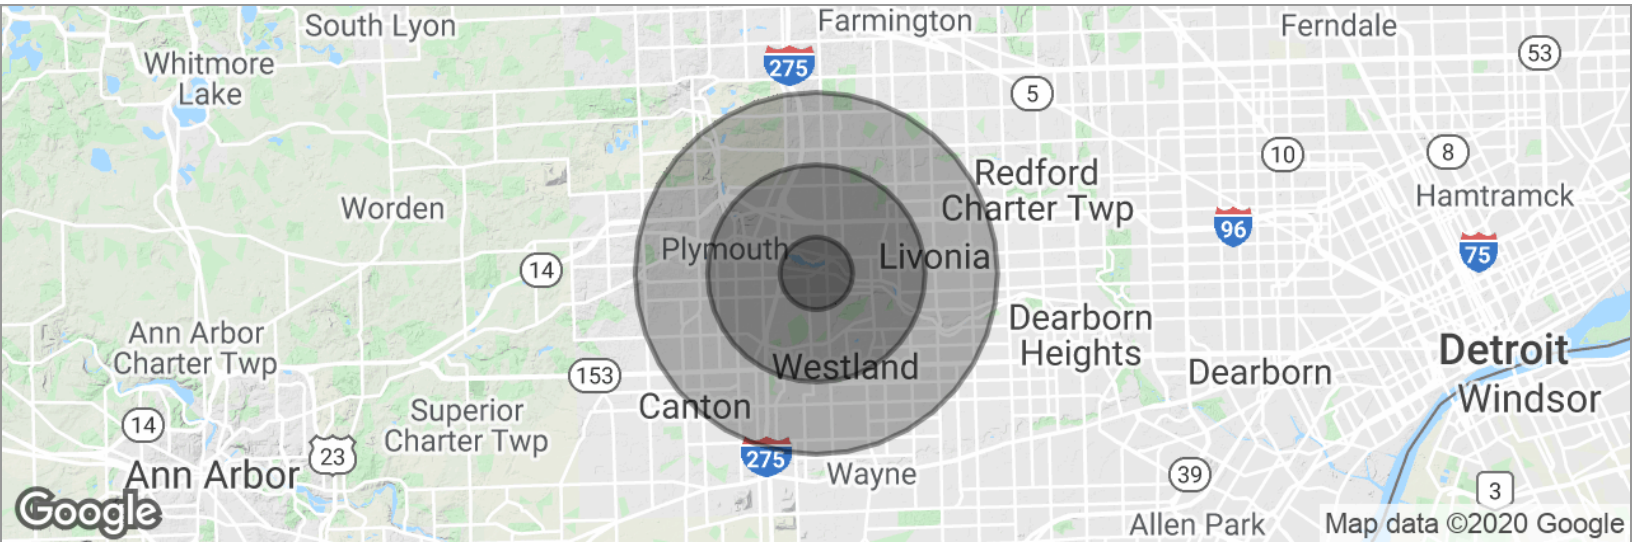 South Lyon
Farmington
Ferndale
53
Whitmore
Lake
275
5
10
8
Redford
Charter Twp
Hamtramck
Worden
96
75
Plymouth
Livonia
14
Ann Arbor
Charter Twp
Dearborn
Heights
Detroit
Westland
153
Dearborn
Windsor
Canton
14
Superior
Charter Twp
23
275
Wayne
Ann Arbor
39
3
Google
Allen Park
Map data ©2020 Google